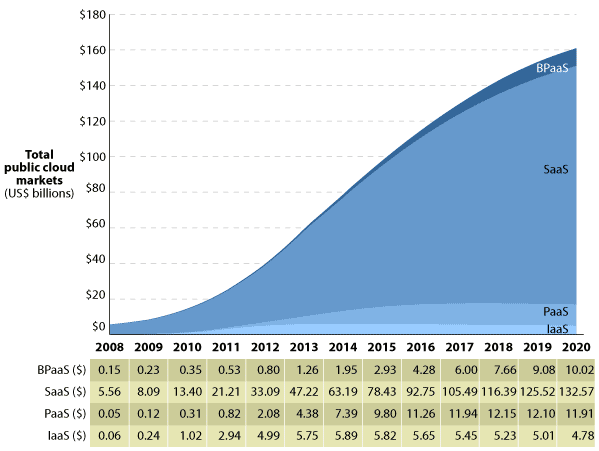 $180
$160
BPaaS
$140
$120
Total
public cloud
markets
(US$ billions)
$100
$80
SaaS
$60
$40
$20
PaaS
$0
IaaS
2008 2009 2010 2011 2012 2013 2014 2015 2016 2017 2018 2019 2020
BPaaS ($) 0.15 0.23 0.35 0.53 0.80 1.26 1.95 2.93 4.28 6.00 7.66 9.08 10.02
SaaS ($) 5.56 8.09 13.40 21.21 33.09 47.22 63.19 78.43 92.75 105.49 116.39 125.52 132.57
PaaS ($) 0.05 0.12 0.31 0.82 2.08 4.38 7.39 9.80 11.26 11.94 12.15 12.10 11.91
IaaS ($) 0.06 0.24 1.02 2.94 4.99 5.75 5.89 5.82 5.65 5.45 5.23 5.01 4.78